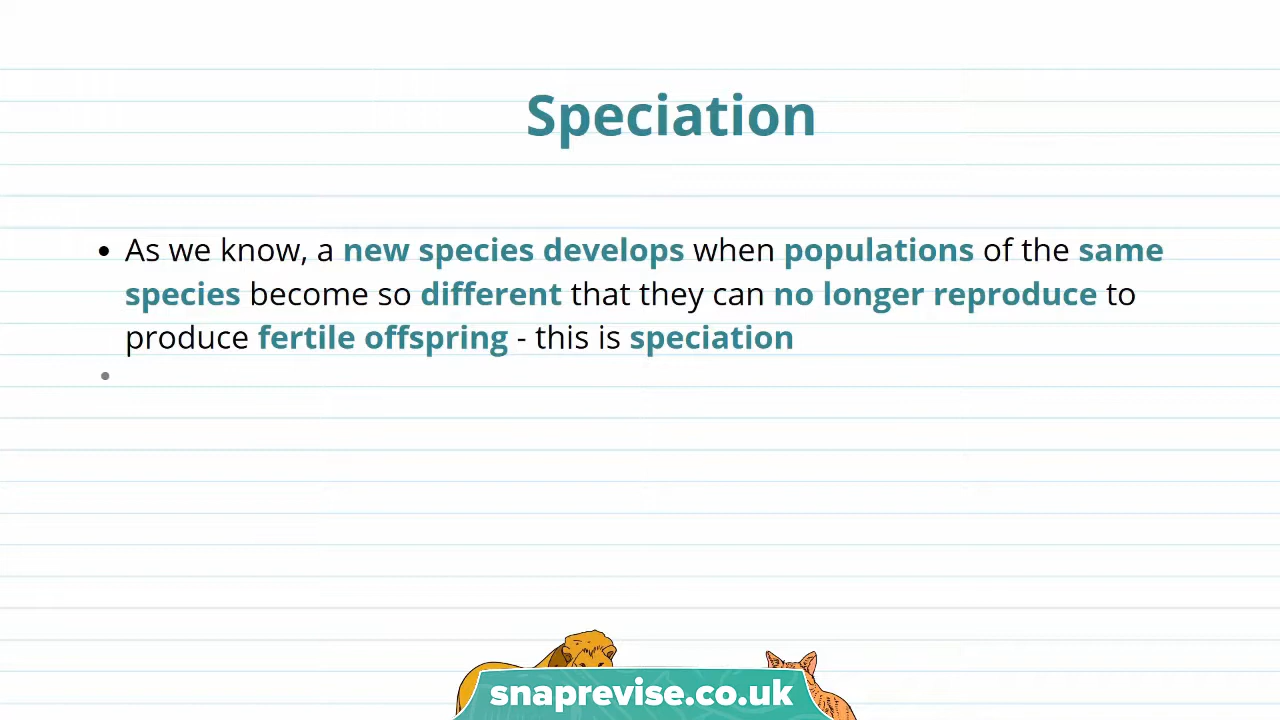 Speciation
• As we know, a new species develops when populations of the same
species become so different that they can no longer reproduce to
produce fertile offspring - this is speciation
•
snaprevise.co.uk